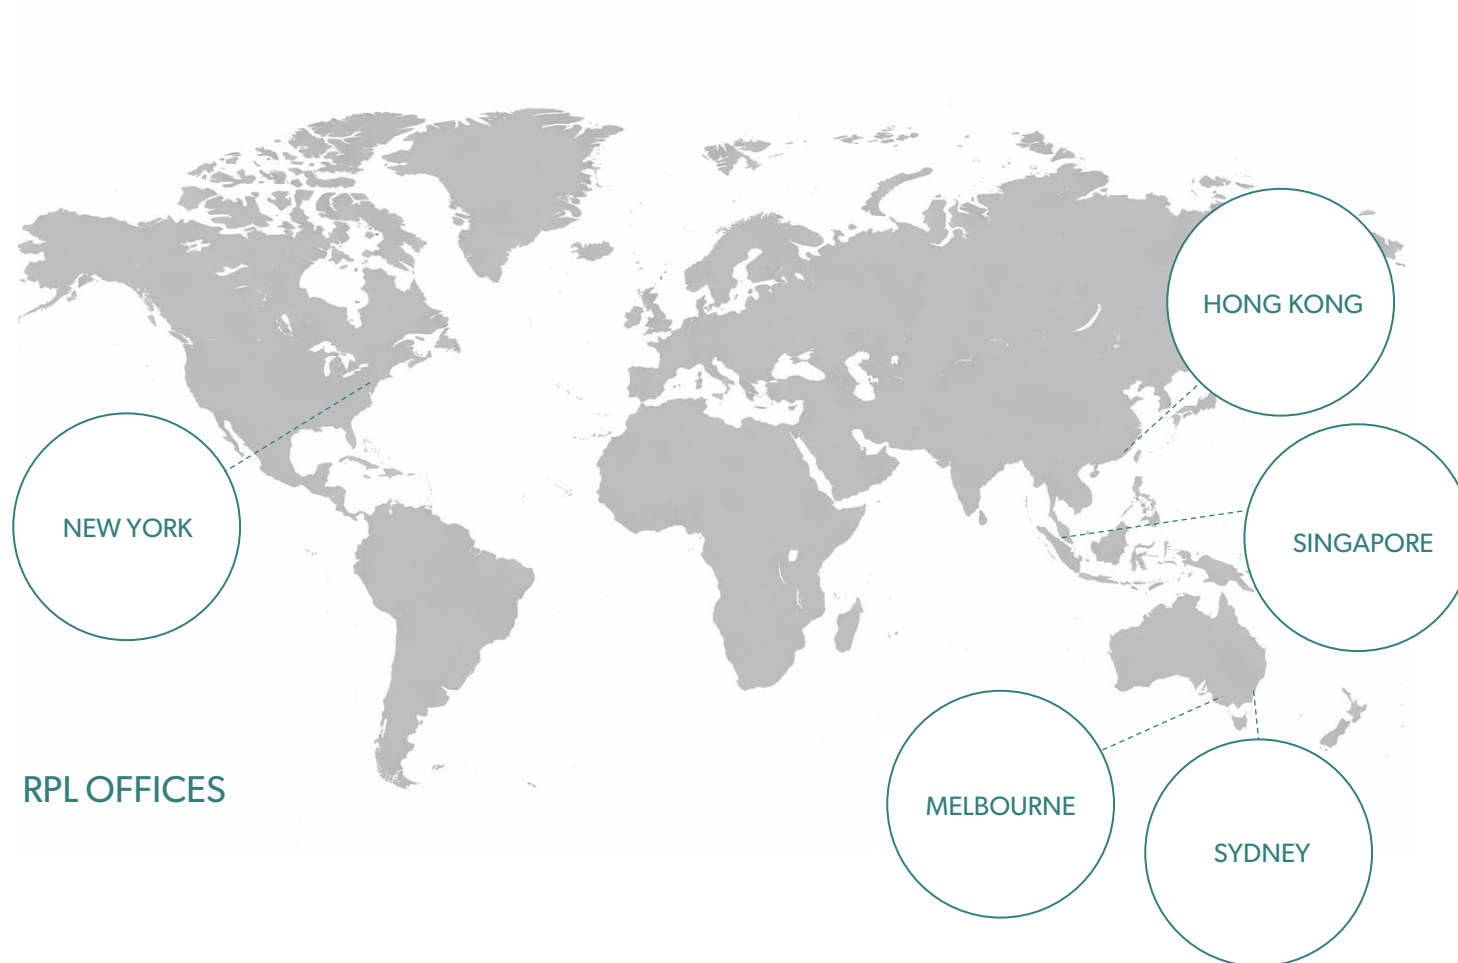 HONG KONG
NEW YORK
SINGAPORE
RPL OFFICES
MELBOURNE
SYDNEY